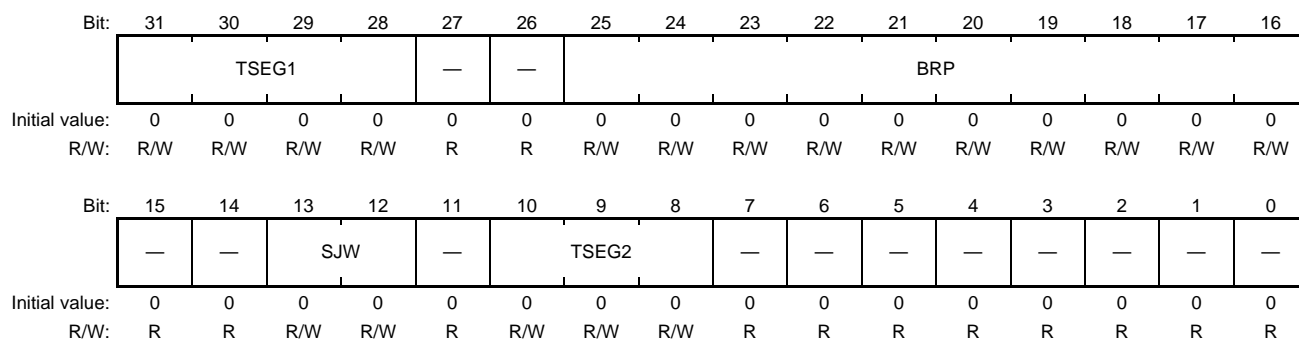 Bit: 31 30 29 28 27 26 25 24 23 22 21 20 19 18 17 16
TSEG1 — — BRP
Initial value: 0 0 0 0 0 0 0 0 0 0 0 0 0 0 0 0
R/W: R/W R/W R/W R/W R R R/W R/W R/W R/W R/W R/W R/W R/W R/W R/W
Bit: 15 14 13 12 11 10 9 8 7 6 5 4 3 2 1 0
— — SJW — TSEG2 — — — — — — — —
Initial value: 0 0 0 0 0 0 0 0 0 0 0 0 0 0 0 0
R/W: R R R/W R/W R R/W R/W R/W R R R R R R R R